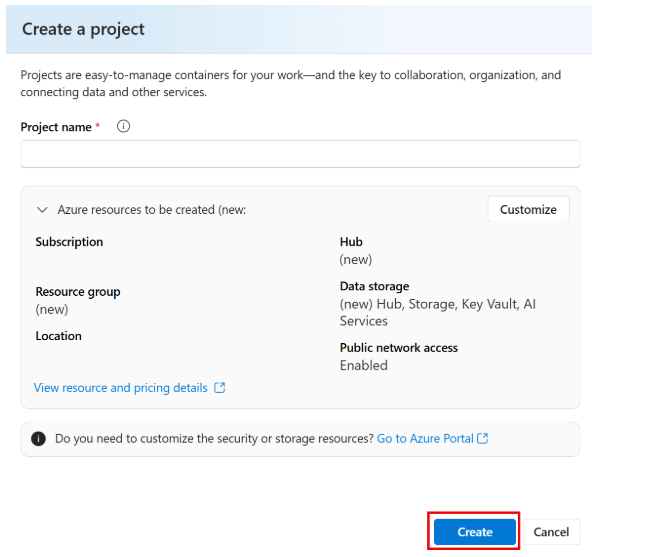 Create a project
Projects are easy-to-manage containers for your work—and the key to collaboration, organization, and
connecting data and other services.
Project name *
Azure resources to be created (new:
Customize
Subscription
Hub
(new)
Resource group
(new)
Data storage
(new) Hub, Storage, Key Vault, AI
Services
Location
Public network access
Enabled
View resource and pricing details
Do you need to customize the security or storage resources? Go to Azure Portal
Create
Cancel